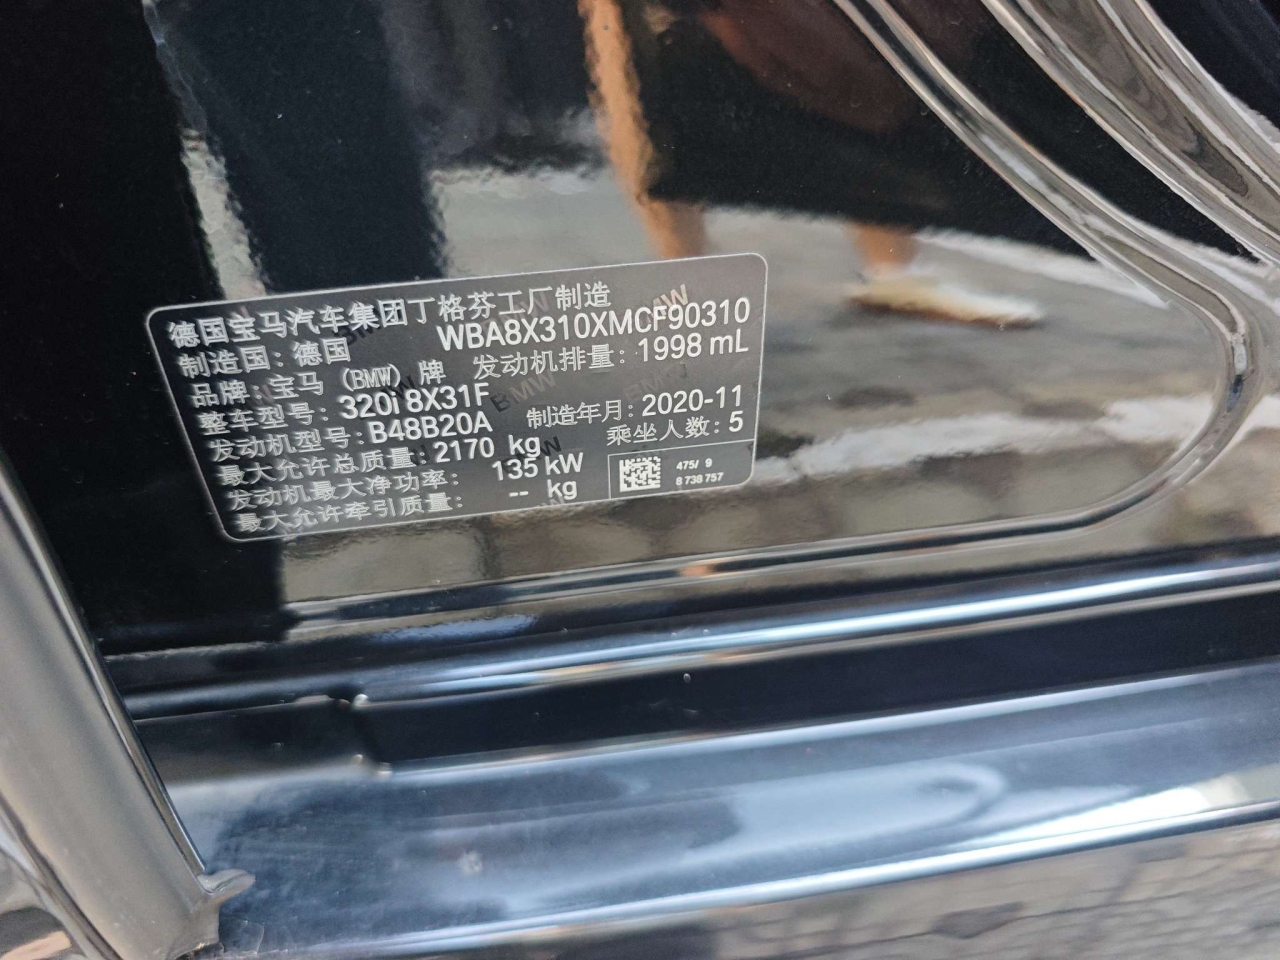 德国宝马汽车集团丁格芬工厂制造
制造国：德国 WBA8X310XMCF90310
品牌：宝马（BMW）牌 发动机排量：1998 mL
整车型号：320i 8X31F
发动机型号：B48B20A 制造年月：2020-11
最大允许总质量：2170 kg 乘坐人数：5
发动机最大净功率： 135 kW
最大允许牵引质量： -- kg
475/ 9
8 738 757